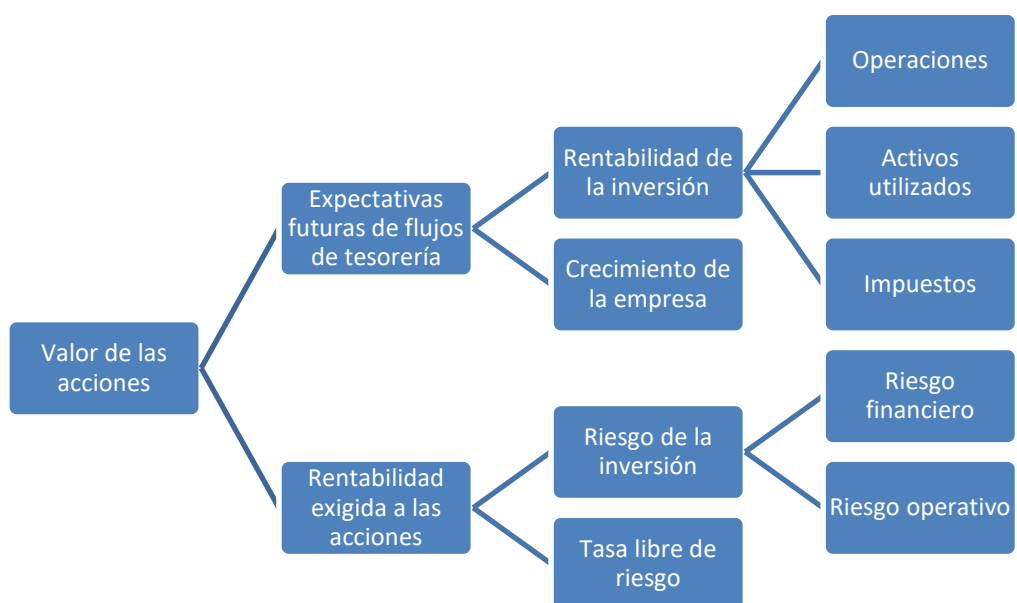 Valor de las
acciones
Expectativas
futuras de flujos
de tesorería
Rentabilidad de
la inversión
Operaciones
Activos
utilizados
Impuestos
Crecimiento de
la empresa
Rentabilidad
exigida a las
acciones
Riesgo de la
inversión
Riesgo
financiero
Riesgo operativo
Tasa libre de
riesgo